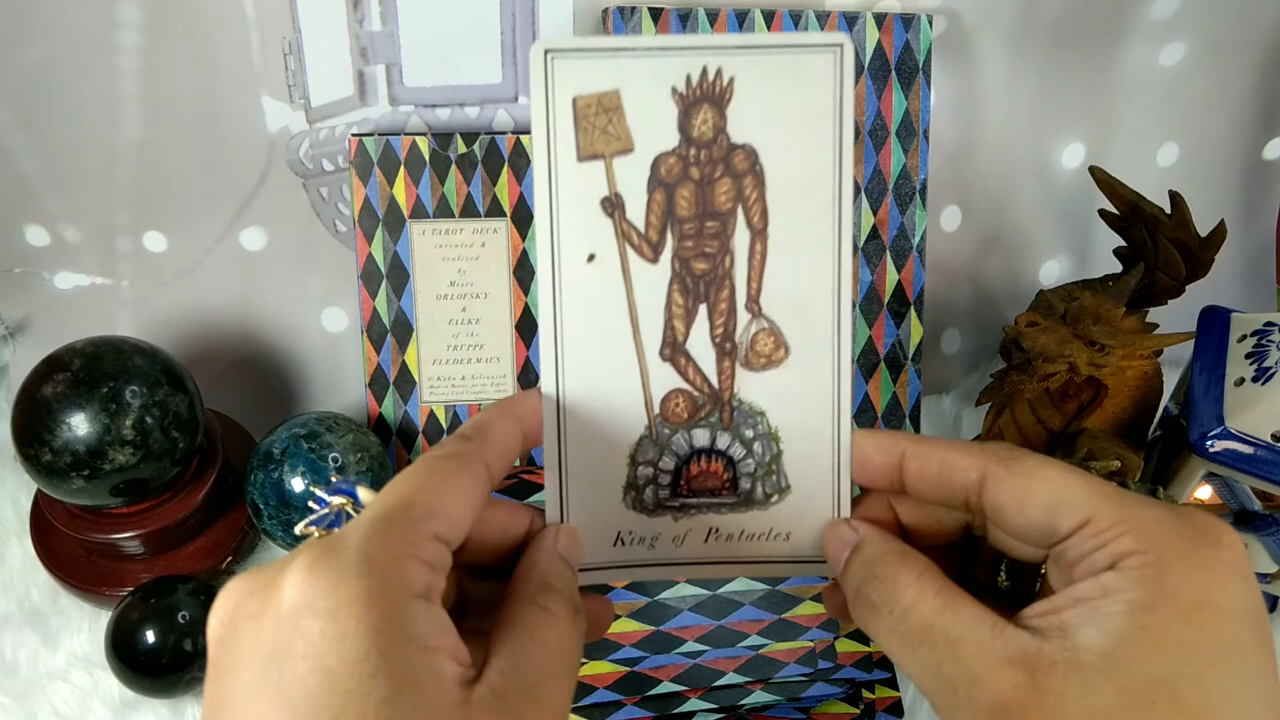 A TAROT DECK
invented &
realized
by
Messrs.
ORLOFSKY
&
FALKE
of the
TRUPPE
FLEDERMAUS
King of Pentacles